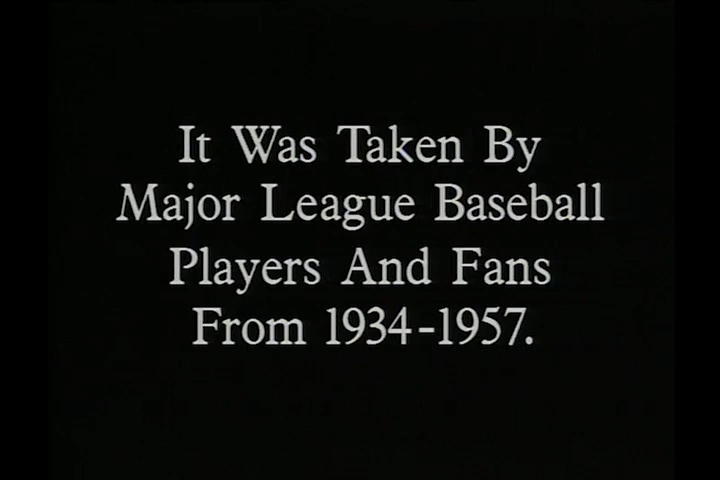 It Was Taken By
Major League Baseball
Players And Fans
From 1934-1957.